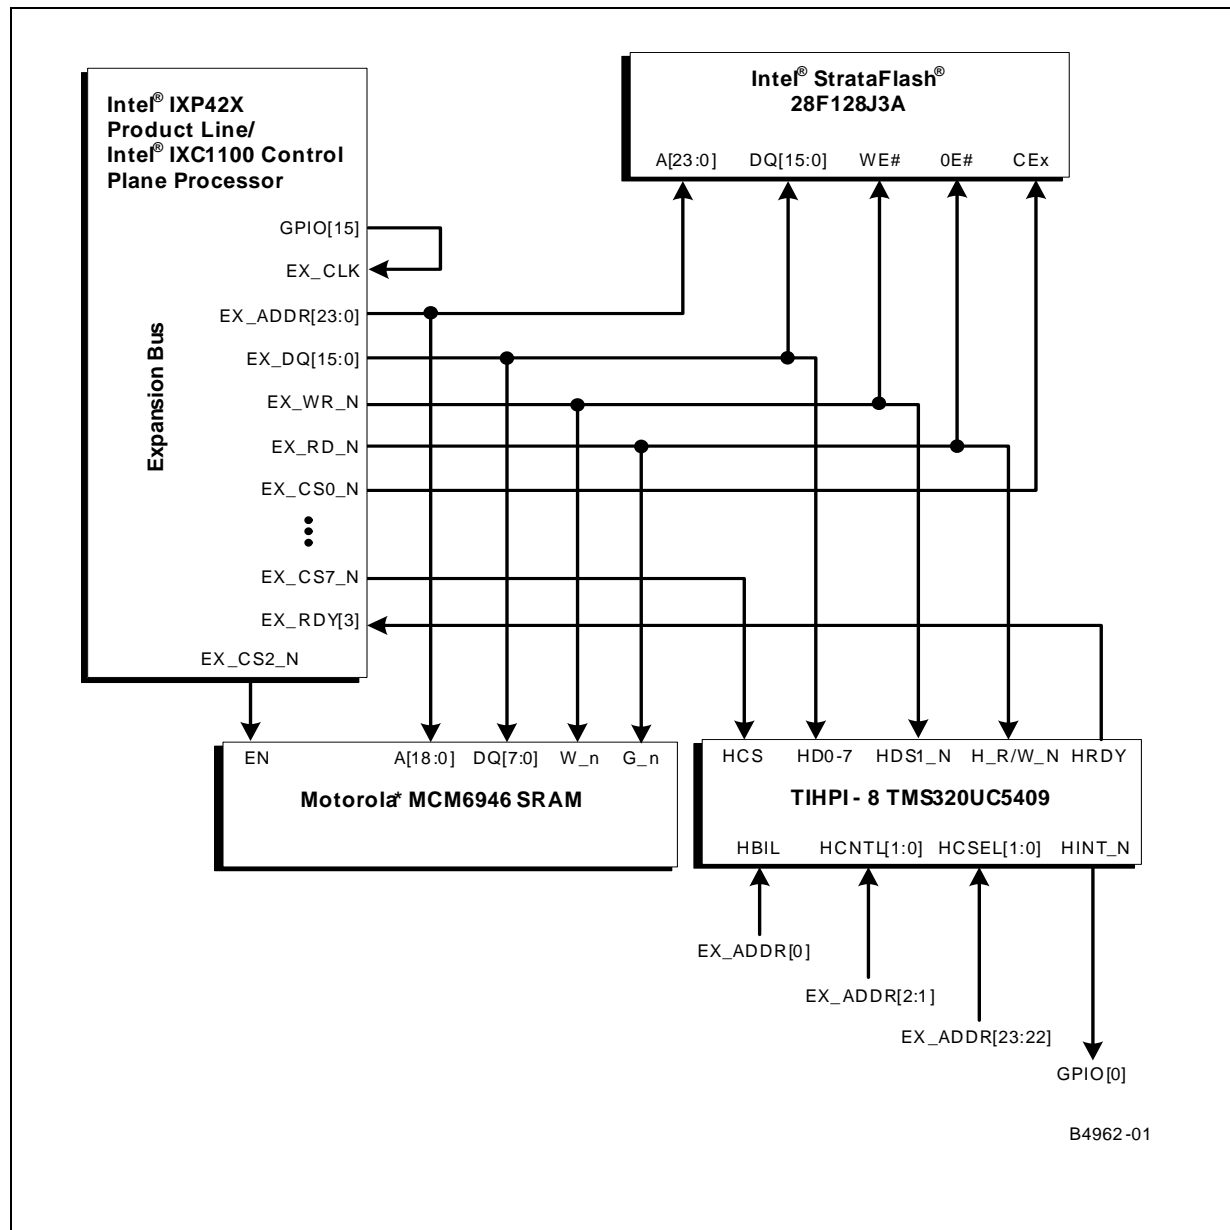 Intel® IXP42X
Product Line/
Intel® IXC1100 Control
Plane Processor
GPIO[15]
EX_CLK
EX_ADDR[23:0]
EX_DQ[15:0]
EX_WR_N
EX_RD_N
EX_CS0_N
EX_CS7_N
EX_RDY[3]
EX_CS2_N
Expansion Bus
Intel® StrataFlash®
28F128J3A
A[23:0] DQ[15:0] WE# 0E# CEx
EN A[18:0] DQ[7:0] W_n G_n
Motorola* MCM6946 SRAM
HCS HD0-7 HDS1_N H_R/W_N HRDY
TIHPI - 8 TMS320UC5409
HBIL HCNTL[1:0] HCSEL[1:0] HINT_N
EX_ADDR[0]
EX_ADDR[2:1]
EX_ADDR[23:22]
GPIO[0]
B4962-01